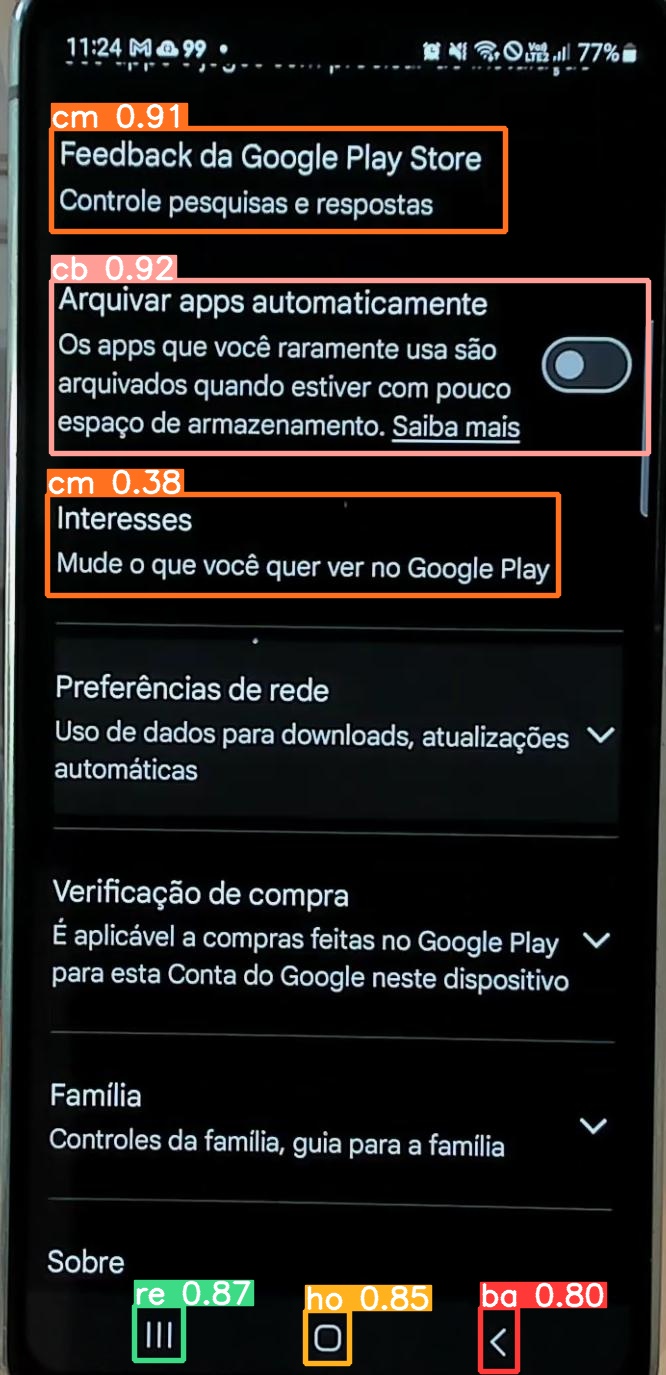 11:24 99 77%
cm 0.91
Feedback da Google Play Store
Controle pesquisas e respostas
cb 0.92
Arquivar apps automaticamente
Os apps que você raramente usa são
arquivados quando estiver com pouco
espaço de armazenamento. Saiba mais
cm 0.38
Interesses
Mude o que você quer ver no Google Play
Preferências de rede
Uso de dados para downloads, atualizações
automáticas
Verificação de compra
É aplicável a compras feitas no Google Play
para esta Conta do Google neste dispositivo
Família
Controles da família, guia para a família
Sobre
re 0.87 ho 0.85 ba 0.80